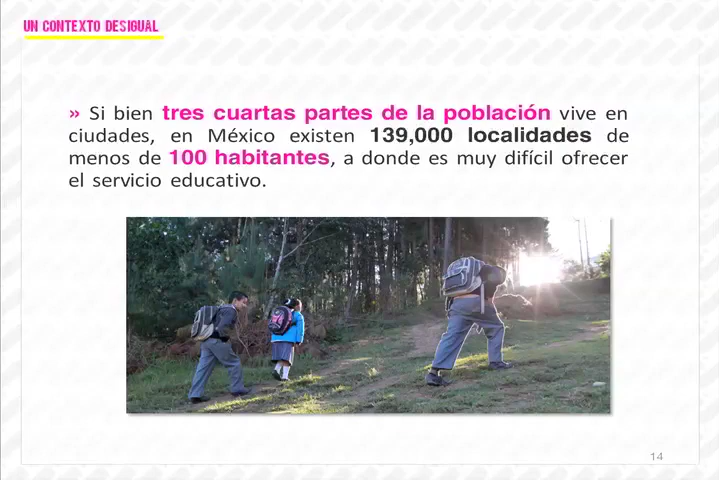 UN CONTEXTO DESIGUAL
» Si bien tres cuartas partes de la población vive en
ciudades, en México existen 139,000 localidades de
menos de 100 habitantes, a donde es muy difícil ofrecer
el servicio educativo.
14